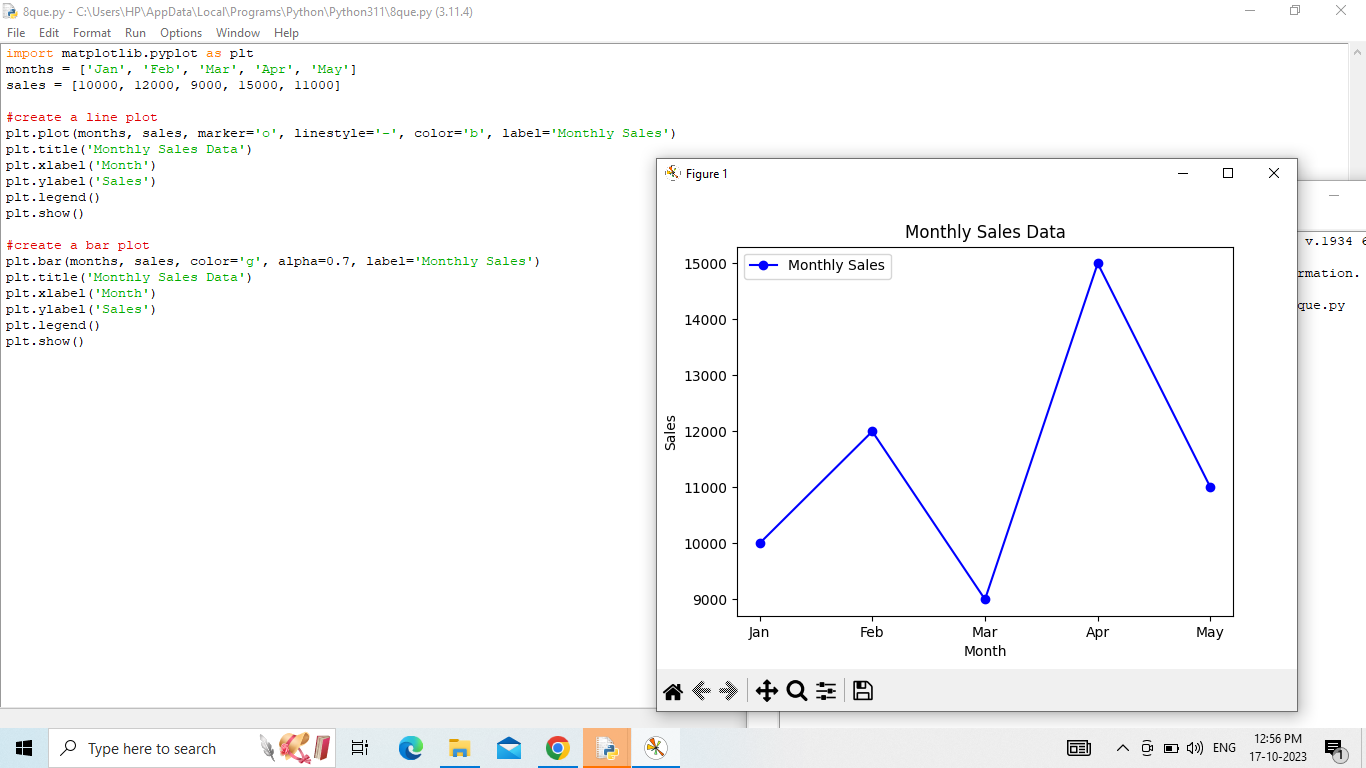 8que.py - C:\Users\HP\AppData\Local\Programs\Python\Python311\8que.py (3.11.4)
File Edit Format Run Options Window Help
import matplotlib.pyplot as plt
months = ['Jan', 'Feb', 'Mar', 'Apr', 'May']
sales = [10000, 12000, 9000, 15000, 11000]
#create a line plot
plt.plot(months, sales, marker='o', linestyle='-', color='b', label='Monthly Sales')
plt.title('Monthly Sales Data')
plt.xlabel('Month')
plt.ylabel('Sales')
plt.legend()
plt.show()
#create a bar plot
plt.bar(months, sales, color='g', alpha=0.7, label='Monthly Sales')
plt.title('Monthly Sales Data')
plt.xlabel('Month')
plt.ylabel('Sales')
plt.legend()
plt.show()
Figure 1
Monthly Sales Data
Monthly Sales
15000
14000
13000
12000
11000
10000
9000
Sales
Jan Feb Mar Apr May
Month
v.1934 6
rmation.
que.py
Type here to search
ENG
12:56 PM
17-10-2023
1